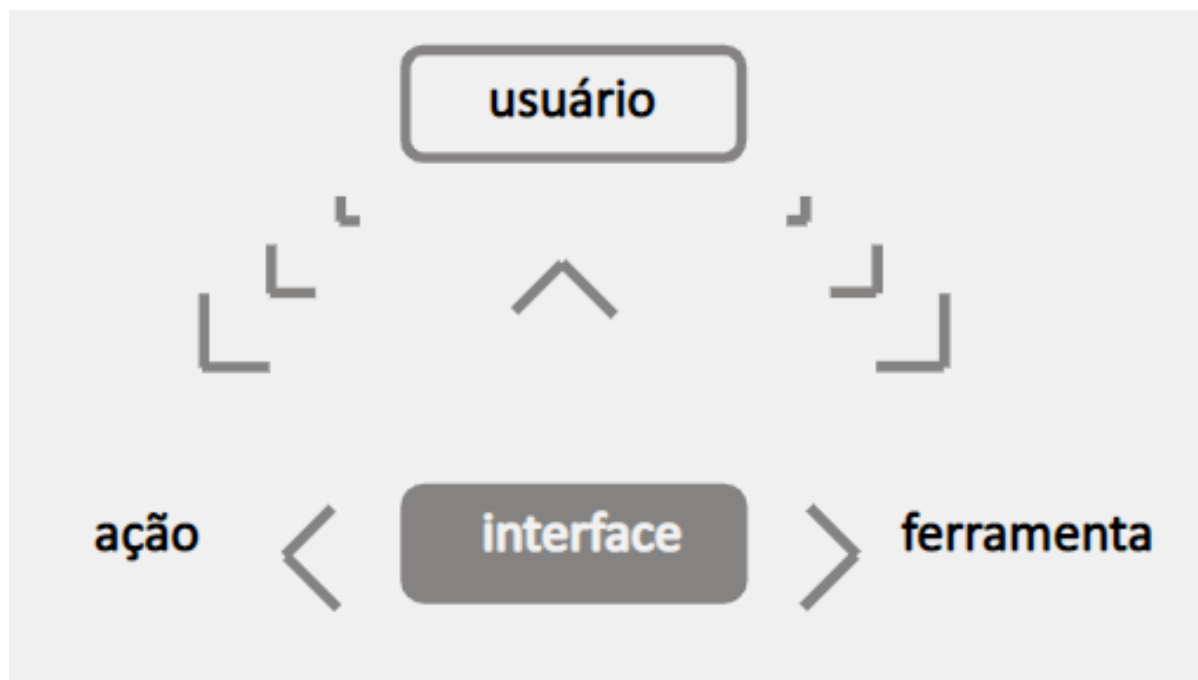 usuário
ação
interface
ferramenta